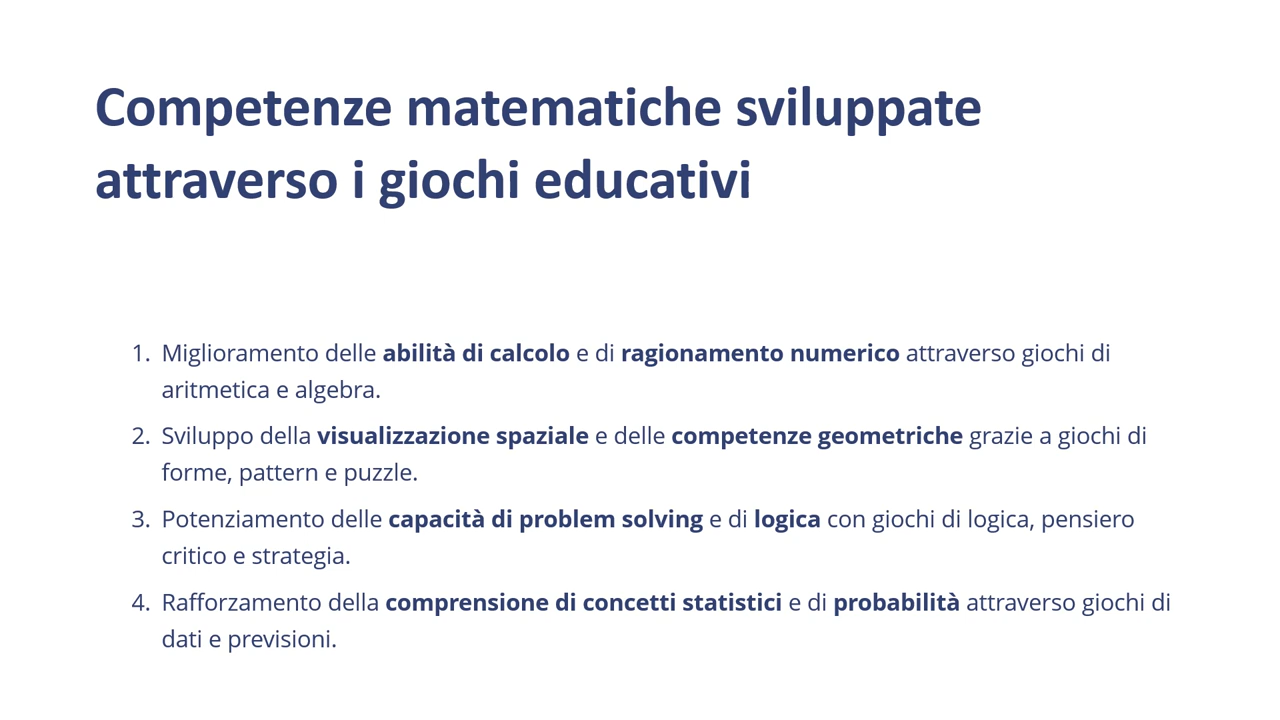 Competenze matematiche sviluppate
attraverso i giochi educativi
1. Miglioramento delle abilità di calcolo e di ragionamento numerico attraverso giochi di
aritmetica e algebra.
2. Sviluppo della visualizzazione spaziale e delle competenze geometriche grazie a giochi di
forme, pattern e puzzle.
3. Potenziamento delle capacità di problem solving e di logica con giochi di logica, pensiero
critico e strategia.
4. Rafforzamento della comprensione di concetti statistici e di probabilità attraverso giochi di
dati e previsioni.